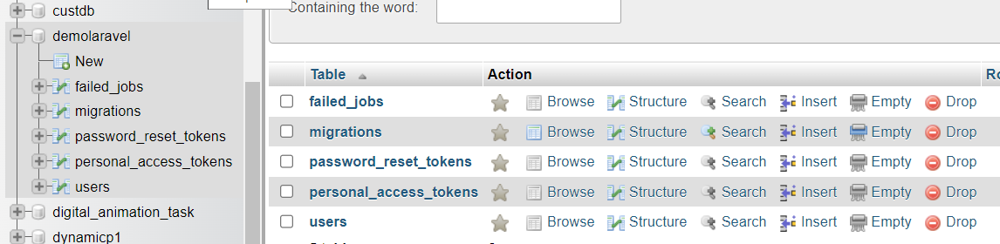 custdb
demolaravel
New
failed_jobs
migrations
password_reset_tokens
personal_access_tokens
users
digital_animation_task
dynamicp1
Containing the word:
Table Action
failed_jobs Browse Structure Search Insert Empty Drop
migrations Browse Structure Search Insert Empty Drop
password_reset_tokens Browse Structure Search Insert Empty Drop
personal_access_tokens Browse Structure Search Insert Empty Drop
users Browse Structure Search Insert Empty Drop